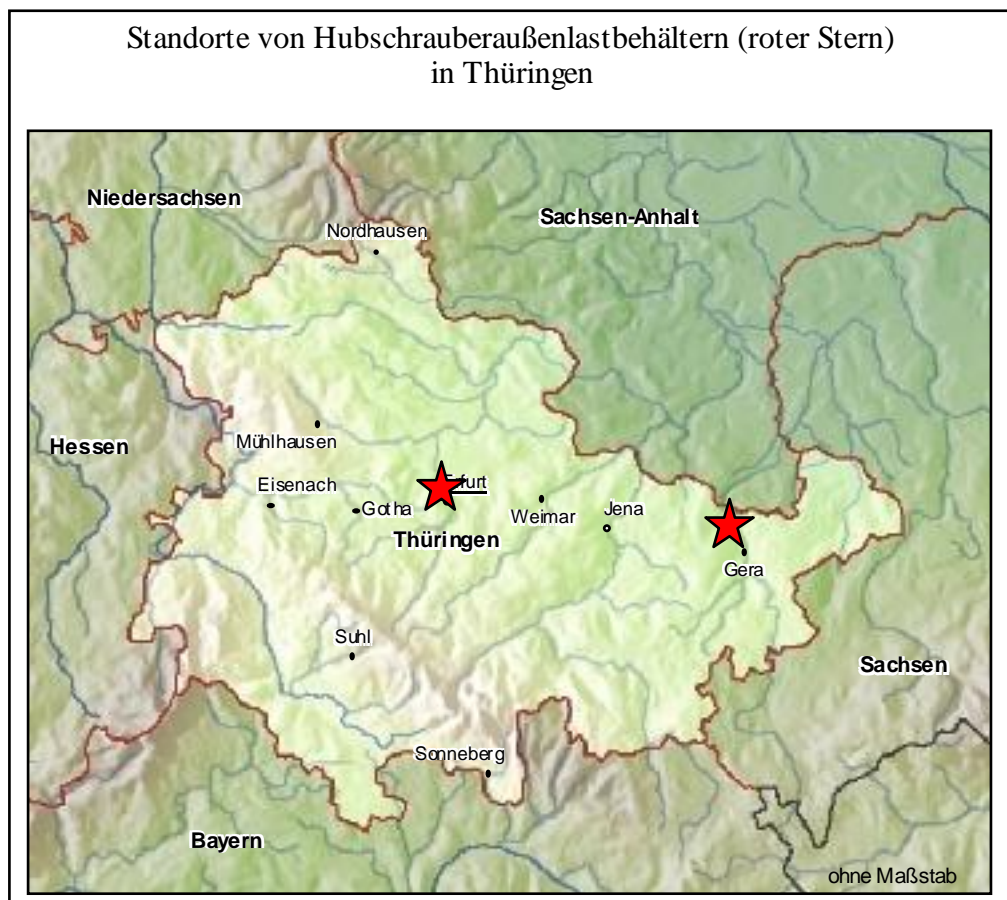 Standorte von Hubschrauberaußenlastbehältern (roter Stern)
in Thüringen
Niedersachsen
Sachsen-Anhalt
Nordhausen
Hessen
Mühlhausen
Eisenach
Erfurt
Gotha
Weimar
Jena
Thüringen
Gera
Suhl
Sachsen
Sonneberg
Bayern
ohne Maßstab